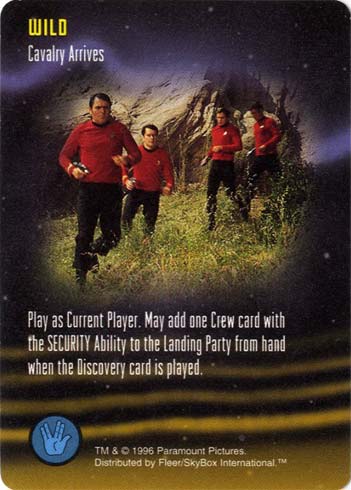 WILD
Cavalry Arrives
Play as Current Player. May add one Crew card with
the SECURITY Ability to the Landing Party from hand
when the Discovery card is played.
TM & © 1996 Paramount Pictures.
Distributed by Fleer/SkyBox International.™